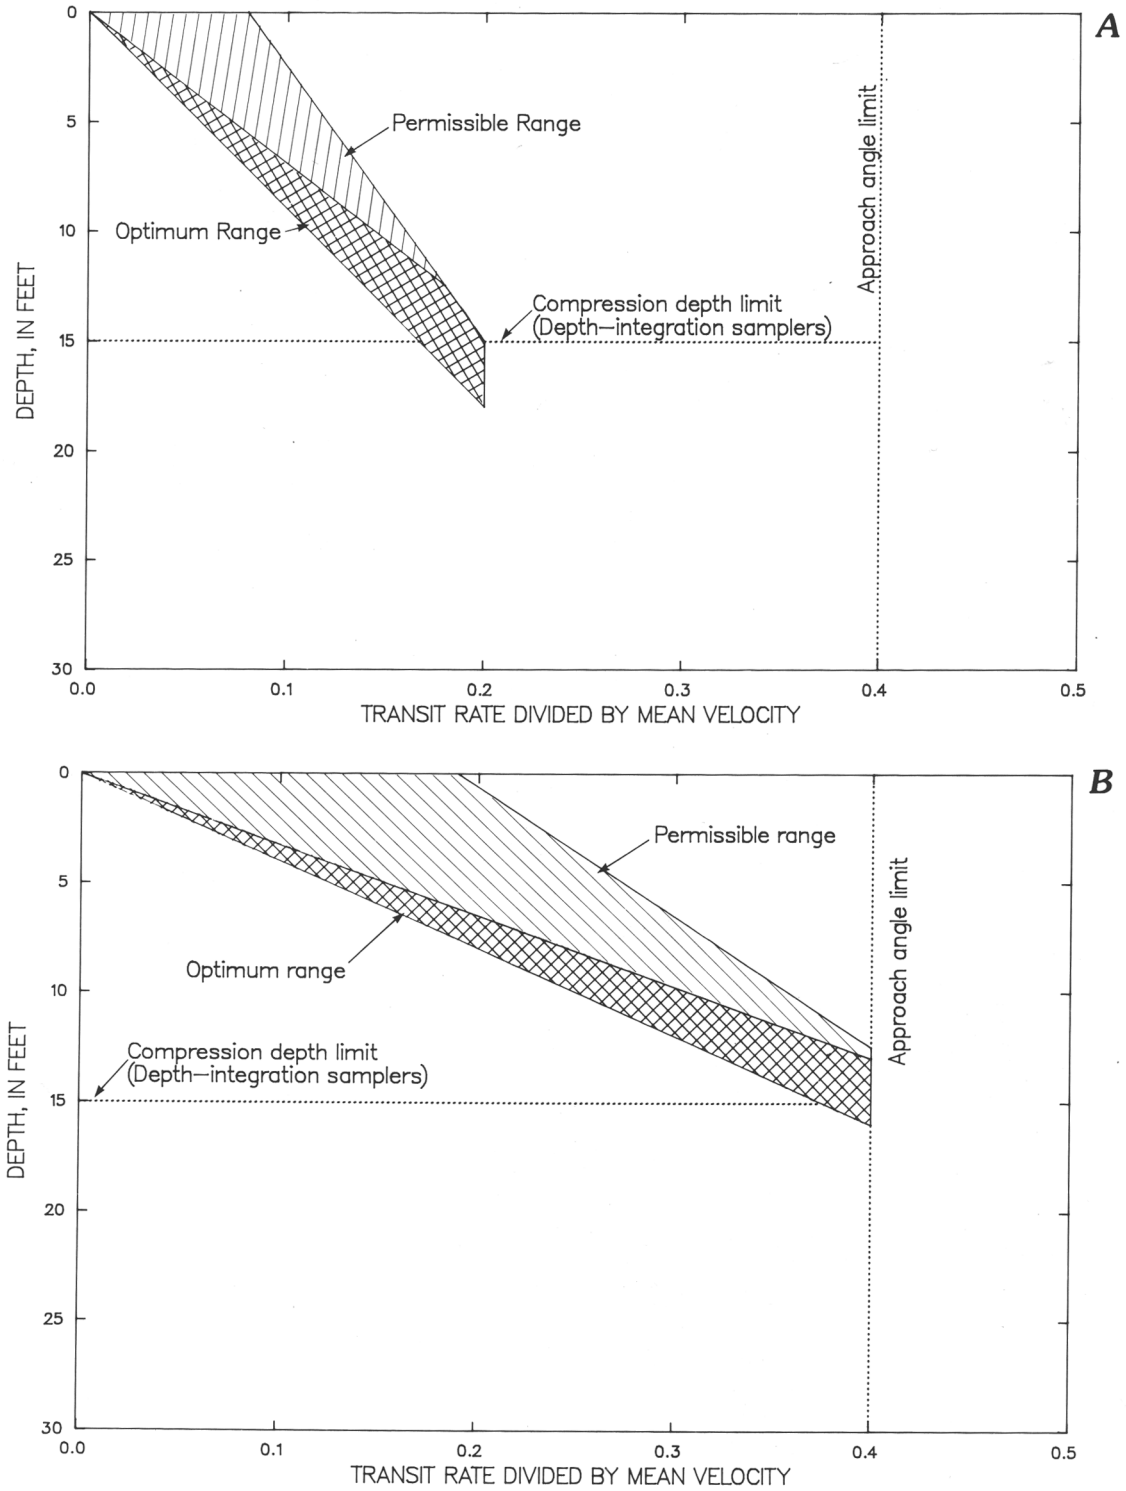 A
0
5
10
15
20
25
30
DEPTH, IN FEET
Permissible Range
Optimum Range
Compression depth limit
(Depth-integration samplers)
Approach angle limit
0.0 0.1 0.2 0.3 0.4 0.5
TRANSIT RATE DIVIDED BY MEAN VELOCITY
B
0
5
10
15
20
25
30
DEPTH, IN FEET
Permissible range
Optimum range
Compression depth limit
(Depth-integration samplers)
Approach angle limit
0.0 0.1 0.2 0.3 0.4 0.5
TRANSIT RATE DIVIDED BY MEAN VELOCITY